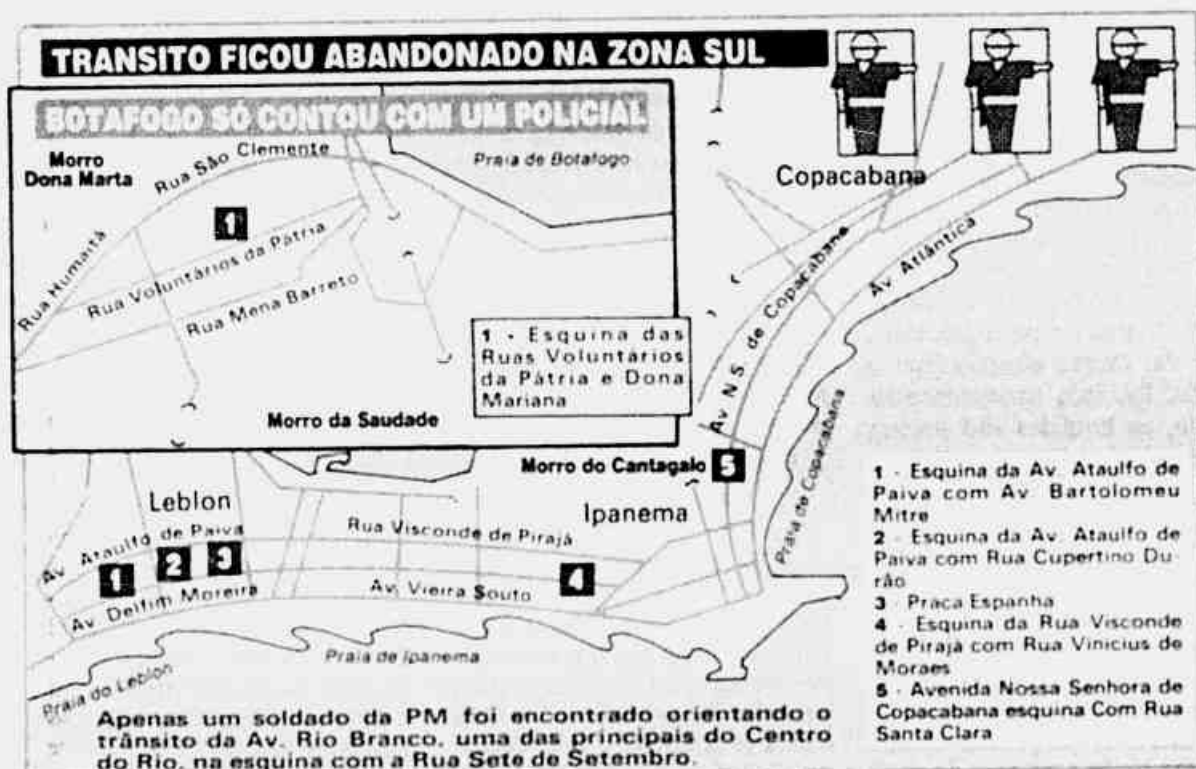 TRANSITO FICOU ABANDONADO NA ZONA SUL
BOTAFOGO SÓ CONTOU COM UM POLICIAL
Morro
Dona Marta
Rua São Clemente
Praia de Botafogo
Rua Humaitá
Rua Voluntários da Pátria
1
Rua Mena Barreto
1 - Esquina das
Ruas Voluntários
da Pátria e Dona
Mariana
Morro da Saudade
Copacabana
Av. N.S. de Copacabana
Av. Atlântica
Praia de Copacabana
Morro do Cantagalo
5
Leblon
Ipanema
Av. Ataulfo de Paiva
Rua Visconde de Pirajá
1
2
3
4
Av. Delfim Moreira
Av. Vieira Souto
Praia do Leblon
Praia de Ipanema
1 - Esquina da Av. Ataulfo de
Paiva com Av. Bartolomeu
Mitre
2 - Esquina da Av. Ataulfo de
Paiva com Rua Cupertino Du-
rão
3 - Praca Espanha
4 - Esquina da Rua Visconde
de Pirajá com Rua Vinicius de
Moraes
5 - Avenida Nossa Senhora de
Copacabana esquina Com Rua
Santa Clara
Apenas um soldado da PM foi encontrado orientando o
trânsito da Av. Rio Branco, uma das principais do Centro
do Rio, na esquina com a Rua Sete de Setembro.